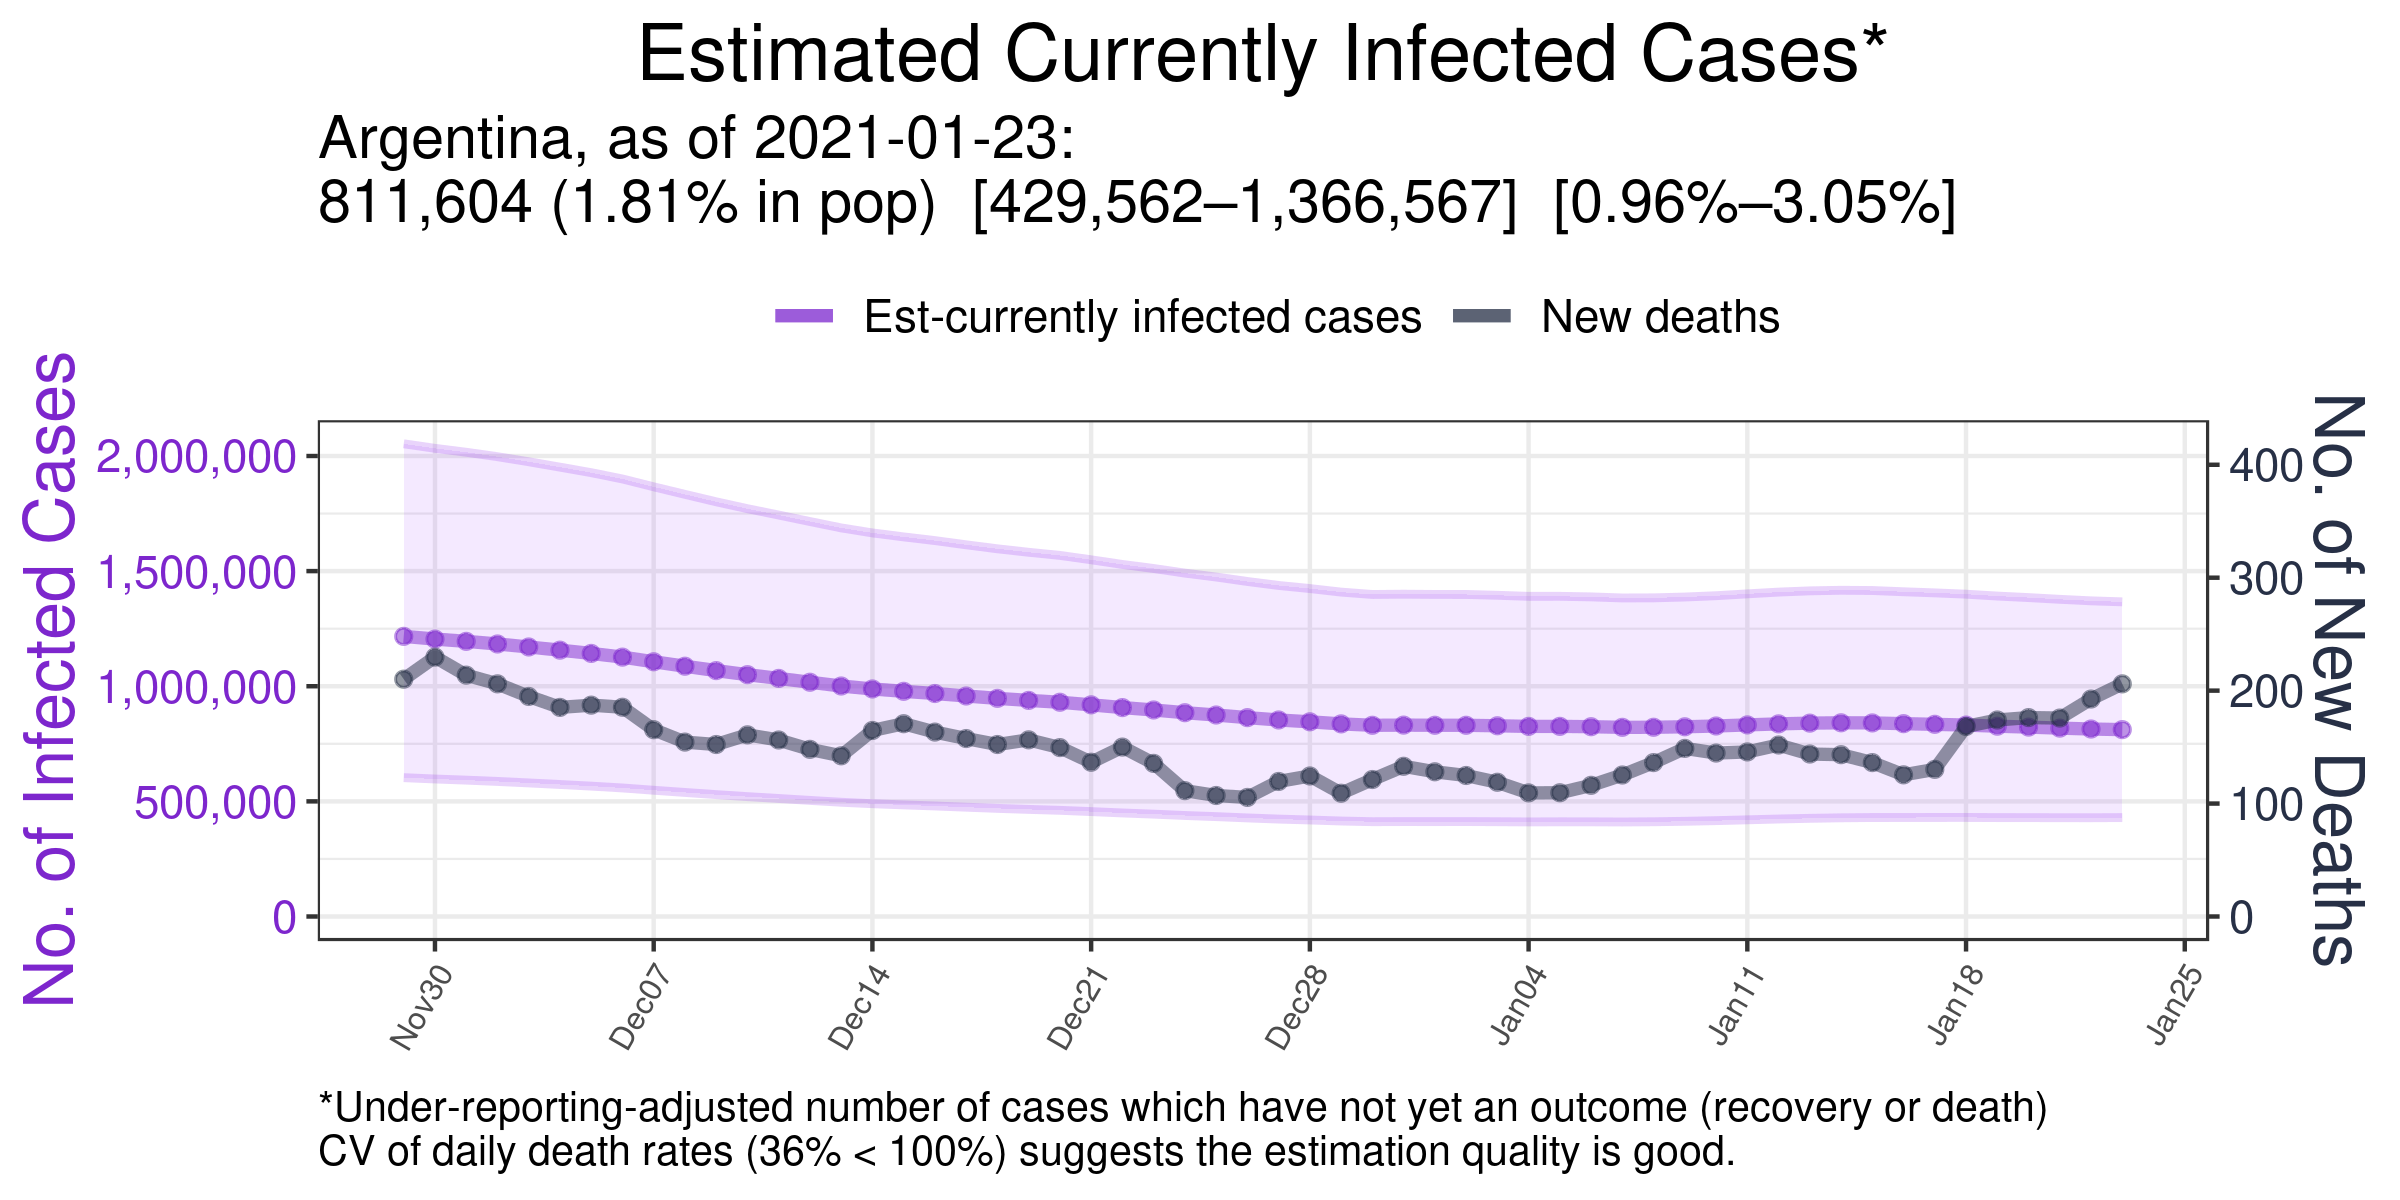 Estimated Currently Infected Cases*
Argentina, as of 2021-01-23:
811,604 (1.81% in pop)  [429,562–1,366,567]  [0.96%–3.05%]
Est-currently infected cases
New deaths
No. of Infected Cases
2,000,000
1,500,000
1,000,000
500,000
0
400
300
200
100
0
No. of New Deaths
Nov30
Dec07
Dec14
Dec21
Dec28
Jan04
Jan11
Jan18
Jan25
*Under-reporting-adjusted number of cases which have not yet an outcome (recovery or death)
CV of daily death rates (36% < 100%) suggests the estimation quality is good.